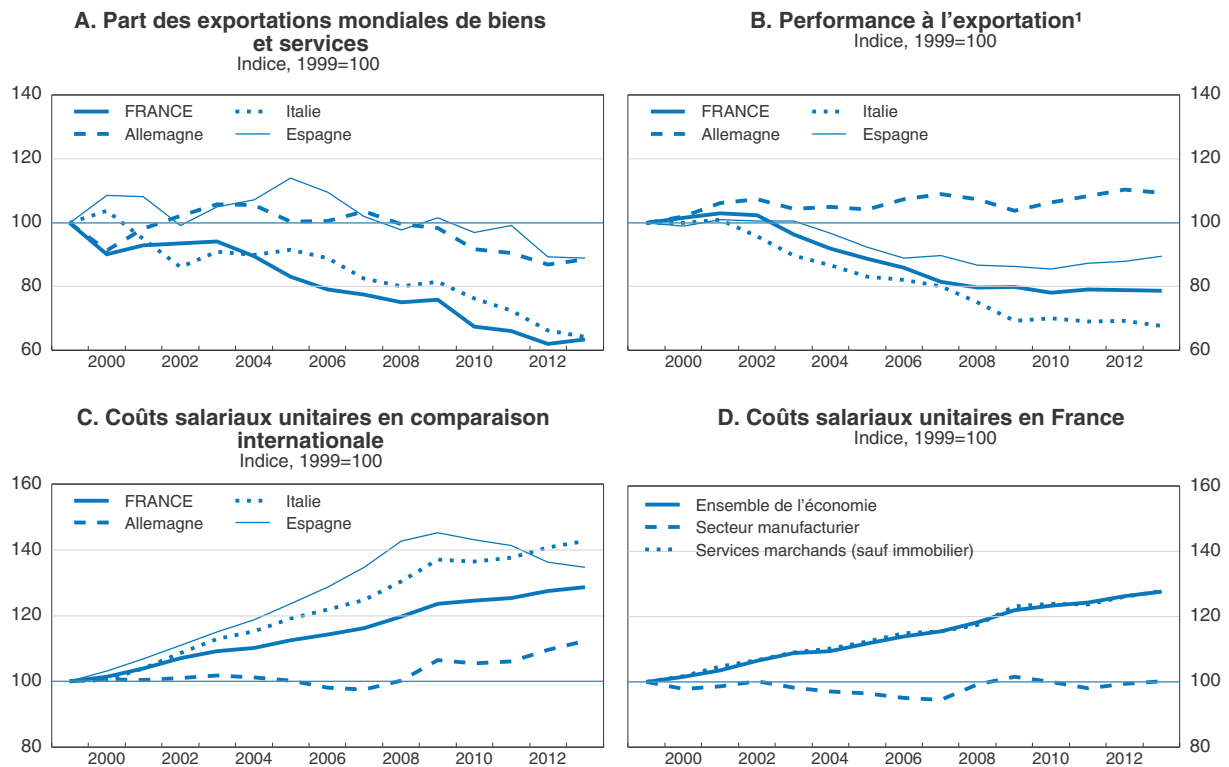 A. Part des exportations mondiales de biens
et services
Indice, 1999=100
140
120
100
80
60
FRANCE
Italie
Allemagne
Espagne
2000 2002 2004 2006 2008 2010 2012
B. Performance à l’exportation¹
Indice, 1999=100
140
120
100
80
60
FRANCE
Italie
Allemagne
Espagne
2000 2002 2004 2006 2008 2010 2012
C. Coûts salariaux unitaires en comparaison
internationale
Indice, 1999=100
160
140
120
100
80
FRANCE
Italie
Allemagne
Espagne
2000 2002 2004 2006 2008 2010 2012
D. Coûts salariaux unitaires en France
Indice, 1999=100
160
140
120
100
80
Ensemble de l’économie
Secteur manufacturier
Services marchands (sauf immobilier)
2000 2002 2004 2006 2008 2010 2012